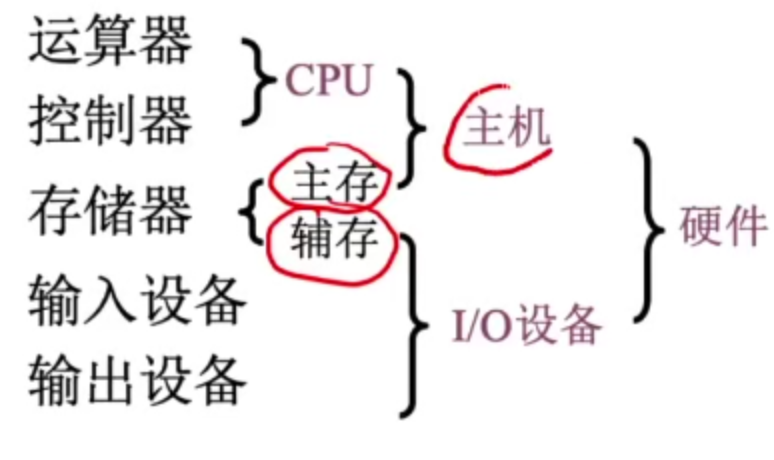 运算器
CPU
控制器
主机
主存
存储器
辅存
硬件
输入设备
I/O设备
输出设备